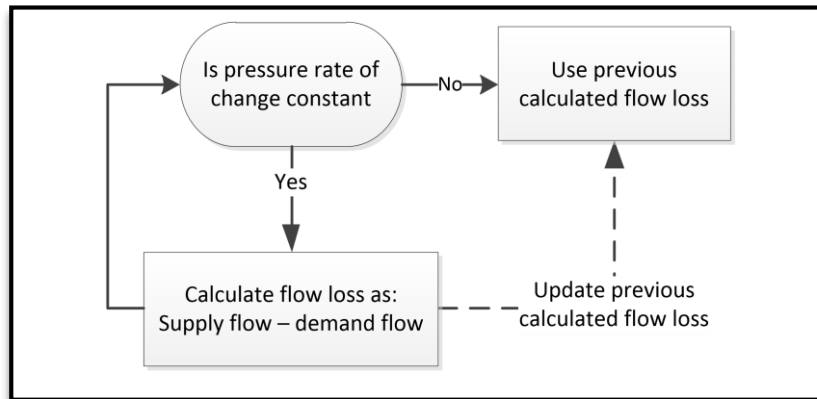 Is pressure rate of
change constant
No
Use previous
calculated flow loss
Yes
Calculate flow loss as:
Supply flow – demand flow
Update previous
calculated flow loss